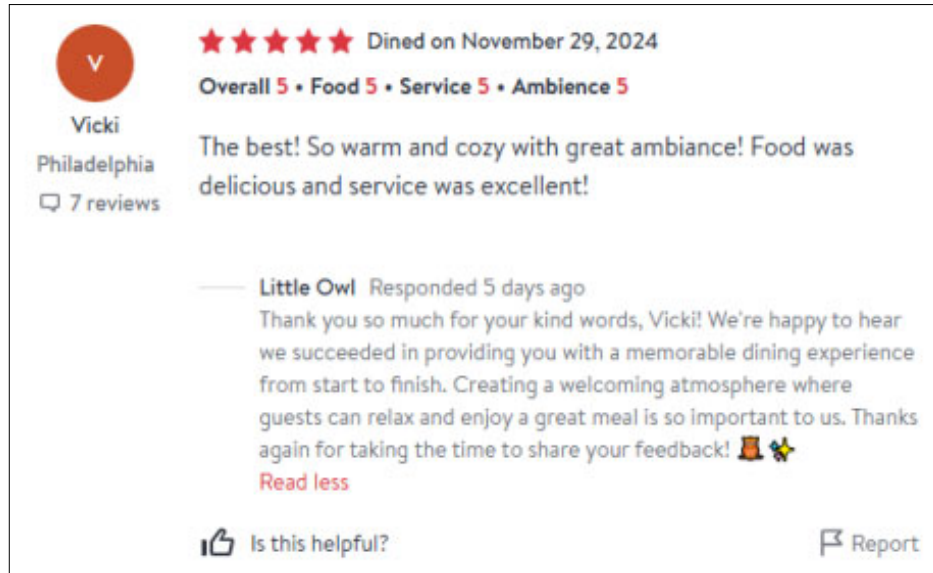 V
Vicki
Philadelphia
7 reviews
Dined on November 29, 2024
Overall 5 • Food 5 • Service 5 • Ambience 5
The best! So warm and cozy with great ambiance! Food was
delicious and service was excellent!
Little Owl Responded 5 days ago
Thank you so much for your kind words, Vicki! We're happy to hear
we succeeded in providing you with a memorable dining experience
from start to finish. Creating a welcoming atmosphere where
guests can relax and enjoy a great meal is so important to us. Thanks
again for taking the time to share your feedback!
Read less
Is this helpful?
Report